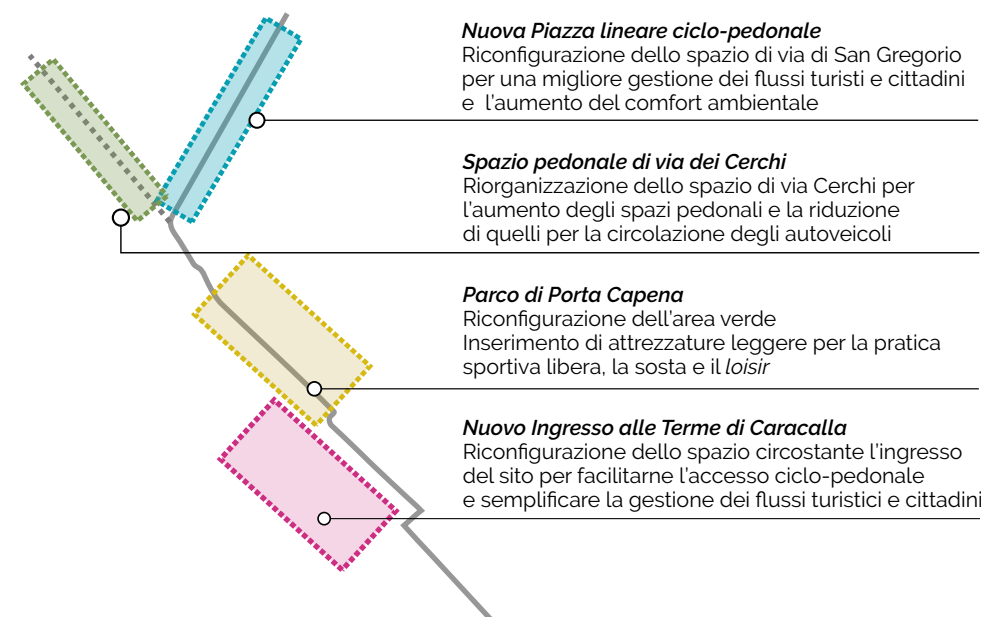 Nuova Piazza lineare ciclo-pedonale
Riconfigurazione dello spazio di via di San Gregorio
per una migliore gestione dei flussi turisti e cittadini
e l'aumento del comfort ambientale
Spazio pedonale di via dei Cerchi
Riorganizzazione dello spazio di via Cerchi per
l'aumento degli spazi pedonali e la riduzione
di quelli per la circolazione degli autoveicoli
Parco di Porta Capena
Riconfigurazione dell'area verde
Inserimento di attrezzature leggere per la pratica
sportiva libera, la sosta e il loisir
Nuovo Ingresso alle Terme di Caracalla
Riconfigurazione dello spazio circostante l'ingresso
del sito per facilitarne l'accesso ciclo-pedonale
e semplificare la gestione dei flussi turistici e cittadini